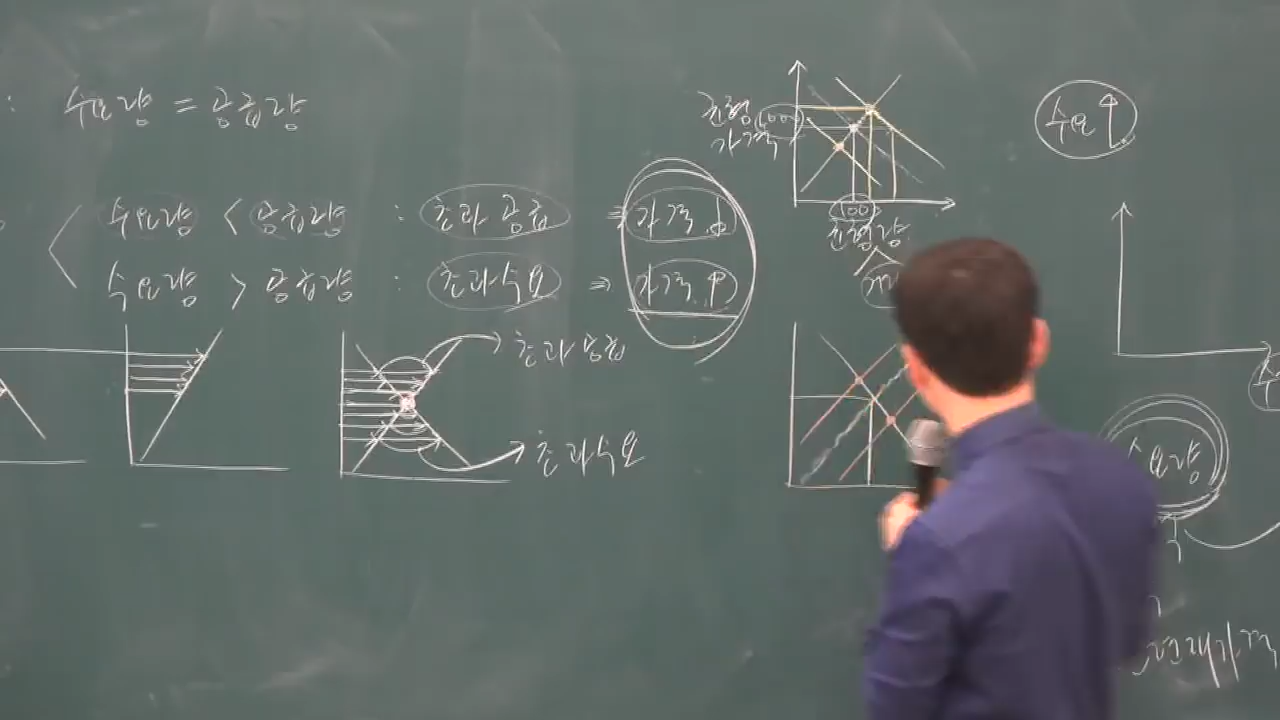 : 수요량 = 공급량
수요량 < 공급량 : 초과 공급 ⇒ 가격 ↓
수요량 > 공급량 : 초과수요 ⇒ 가격 ↑
초과 공급
초과수요
균형
가격
100
균형량
수요 ↑
수요량